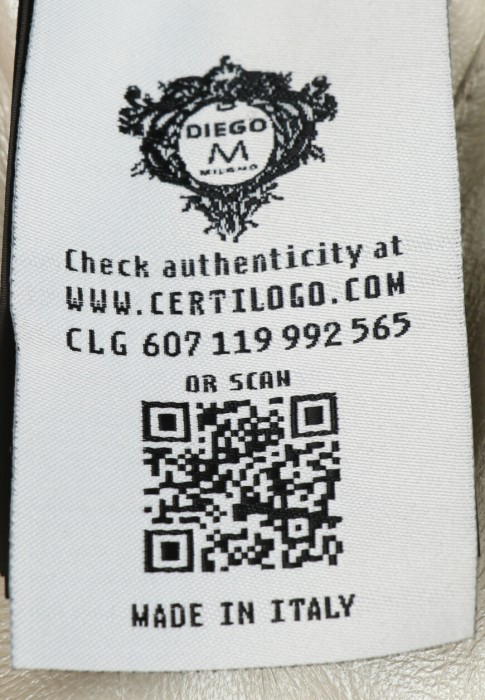 DIEGO
M
MILANO
Check authenticity at
WWW.CERTILOGO.COM
CLG 607 119 992 565
OR SCAN
MADE IN ITALY